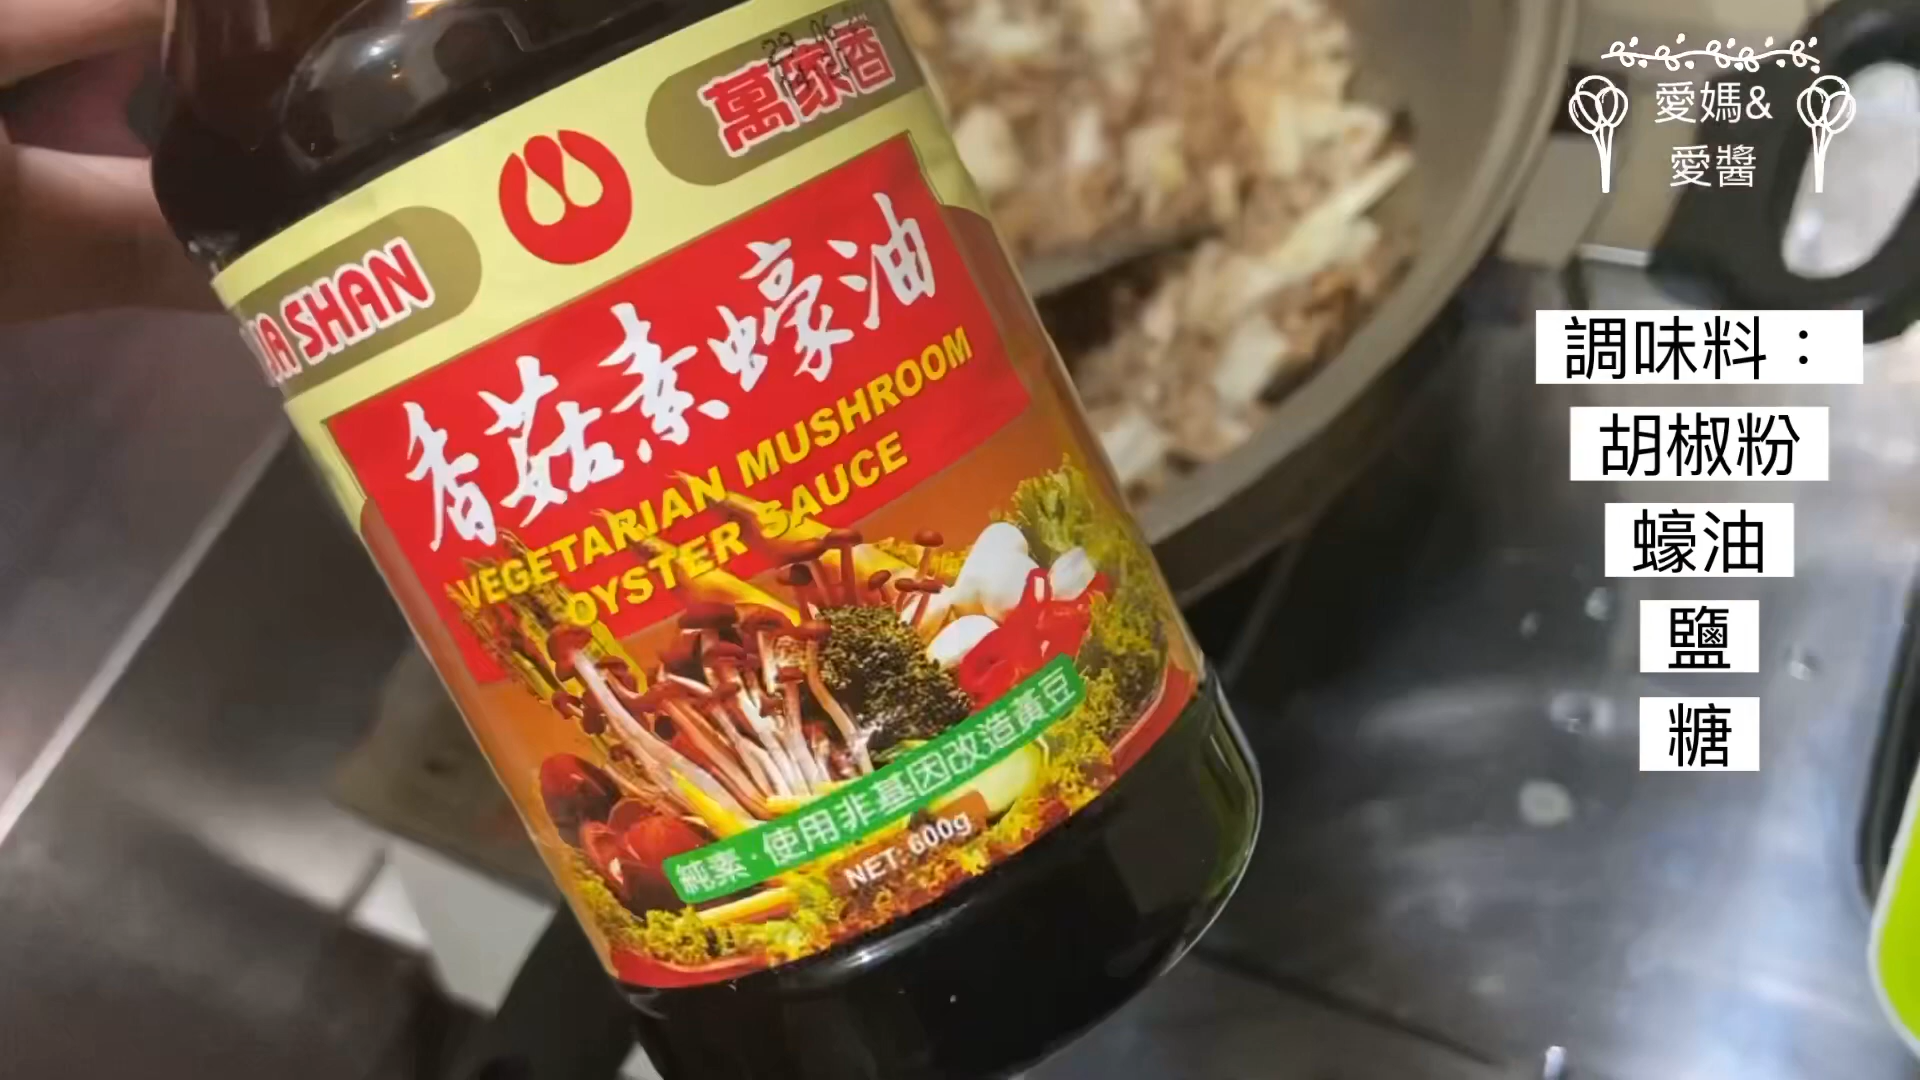 萬家香
JA SHAN
香菇素蠔油
VEGETARIAN MUSHROOM
OYSTER SAUCE
純素·使用非基因改造黃豆
NET: 600g
愛媽&
愛醬
調味料：
胡椒粉
蠔油
鹽
糖